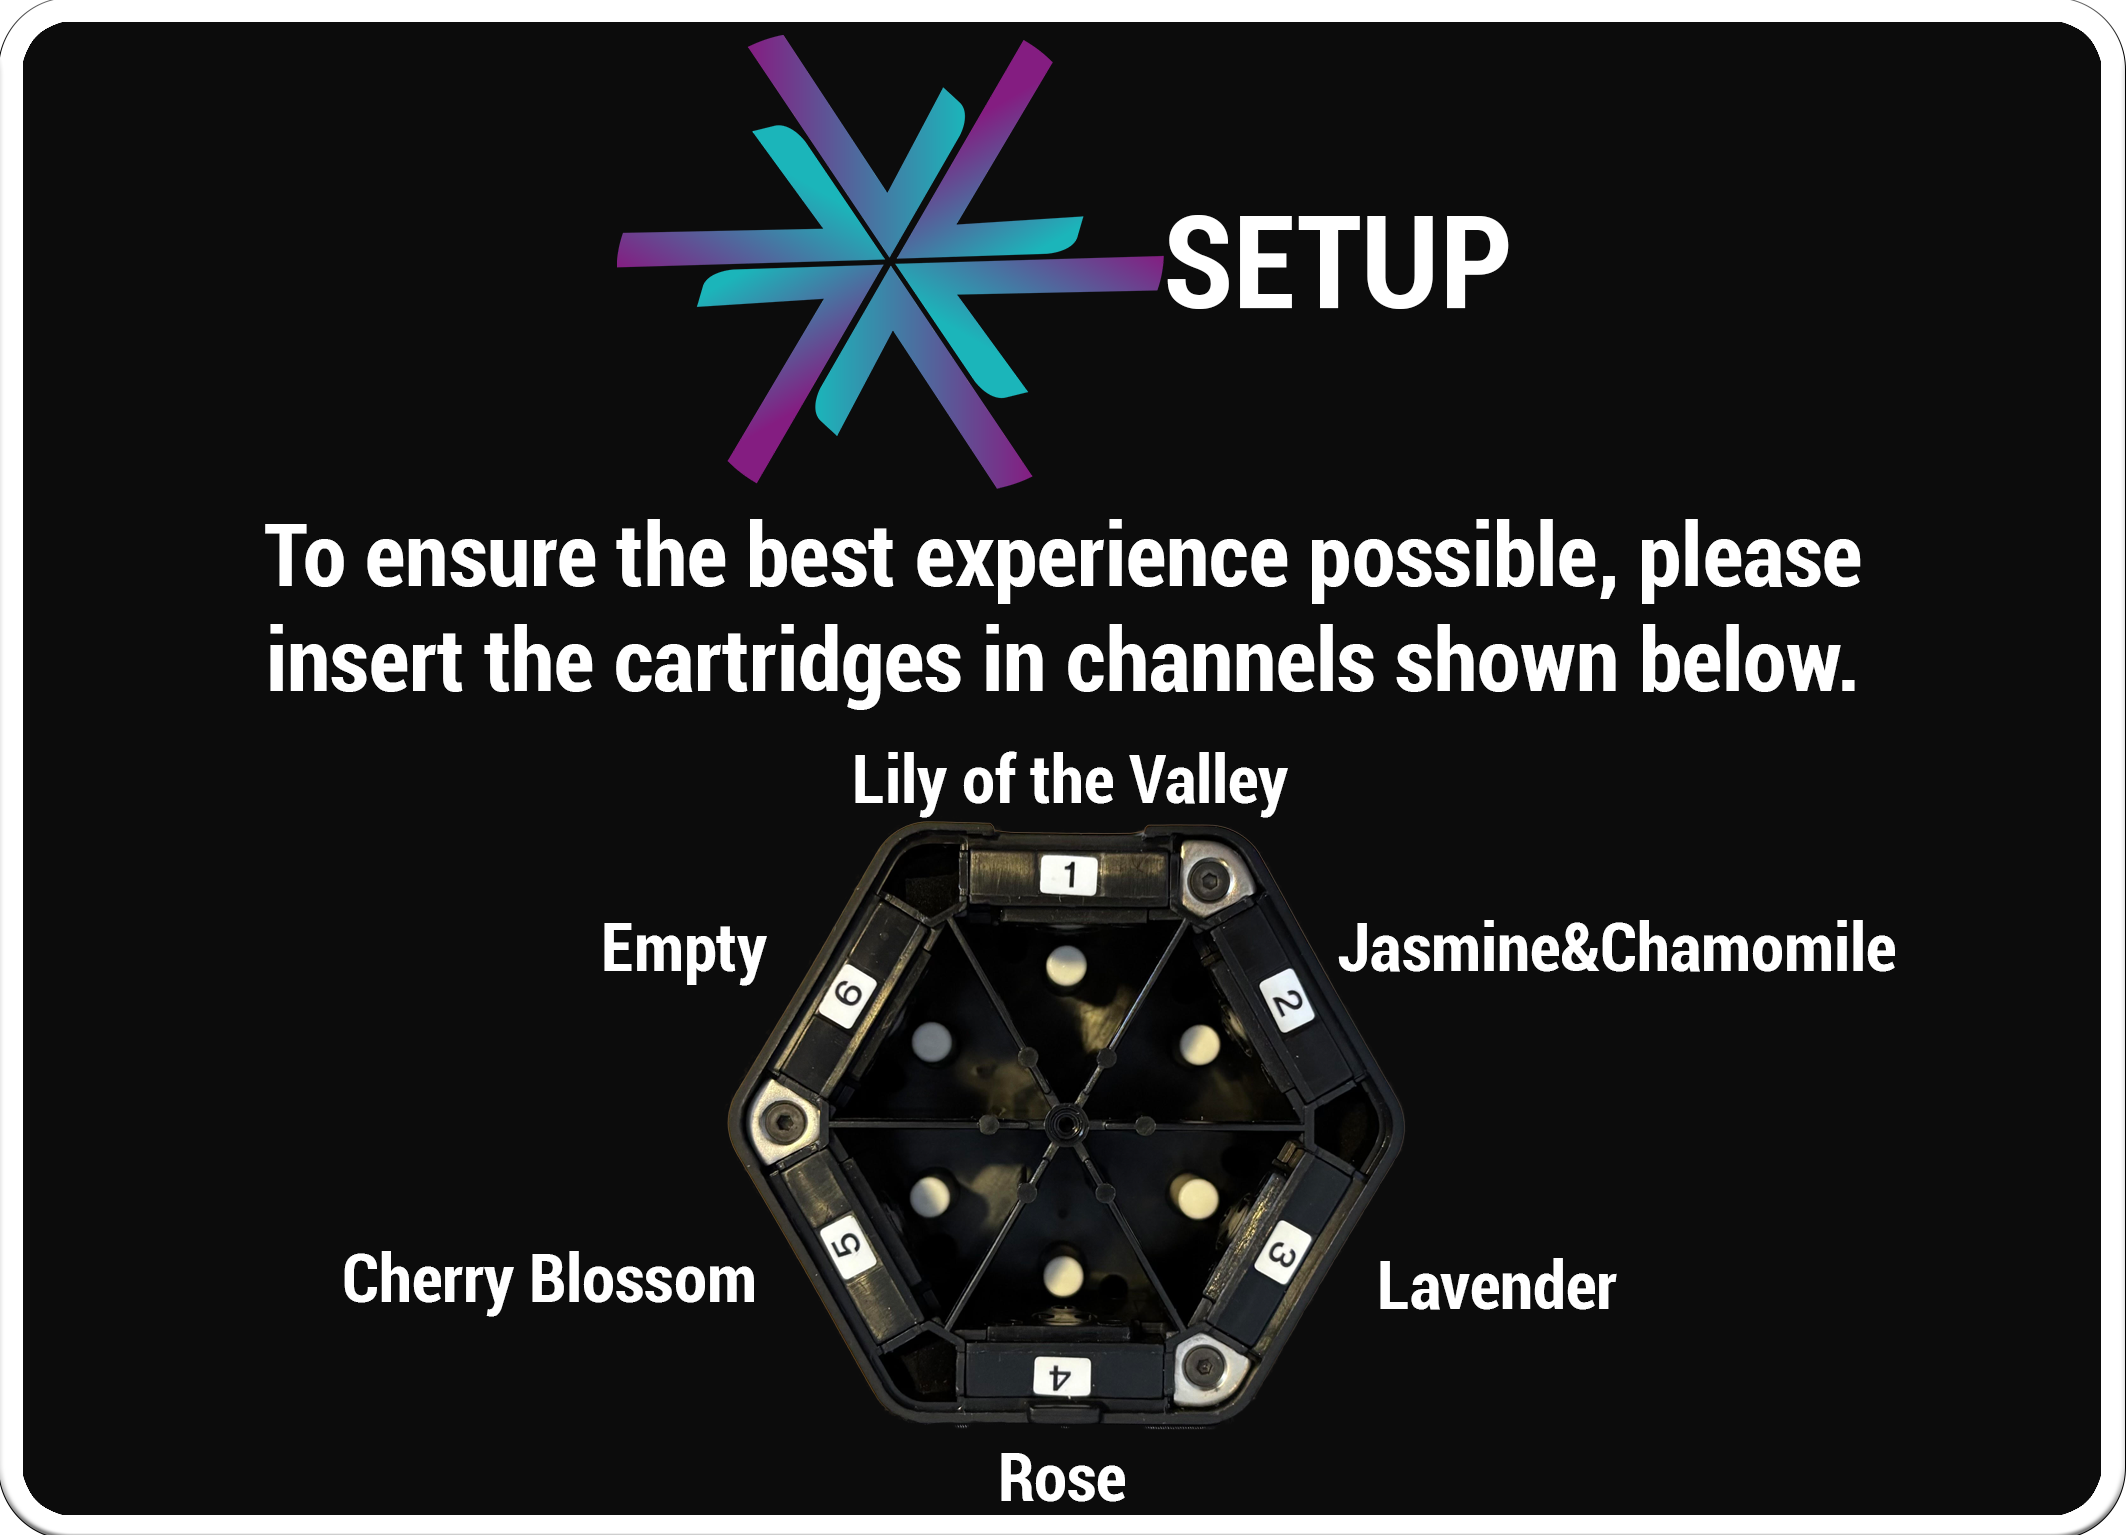 SETUP
To ensure the best experience possible, please
insert the cartridges in channels shown below.
Lily of the Valley
1
Empty
Jasmine&Chamomile
6
2
5
3
Cherry Blossom
Lavender
4
Rose